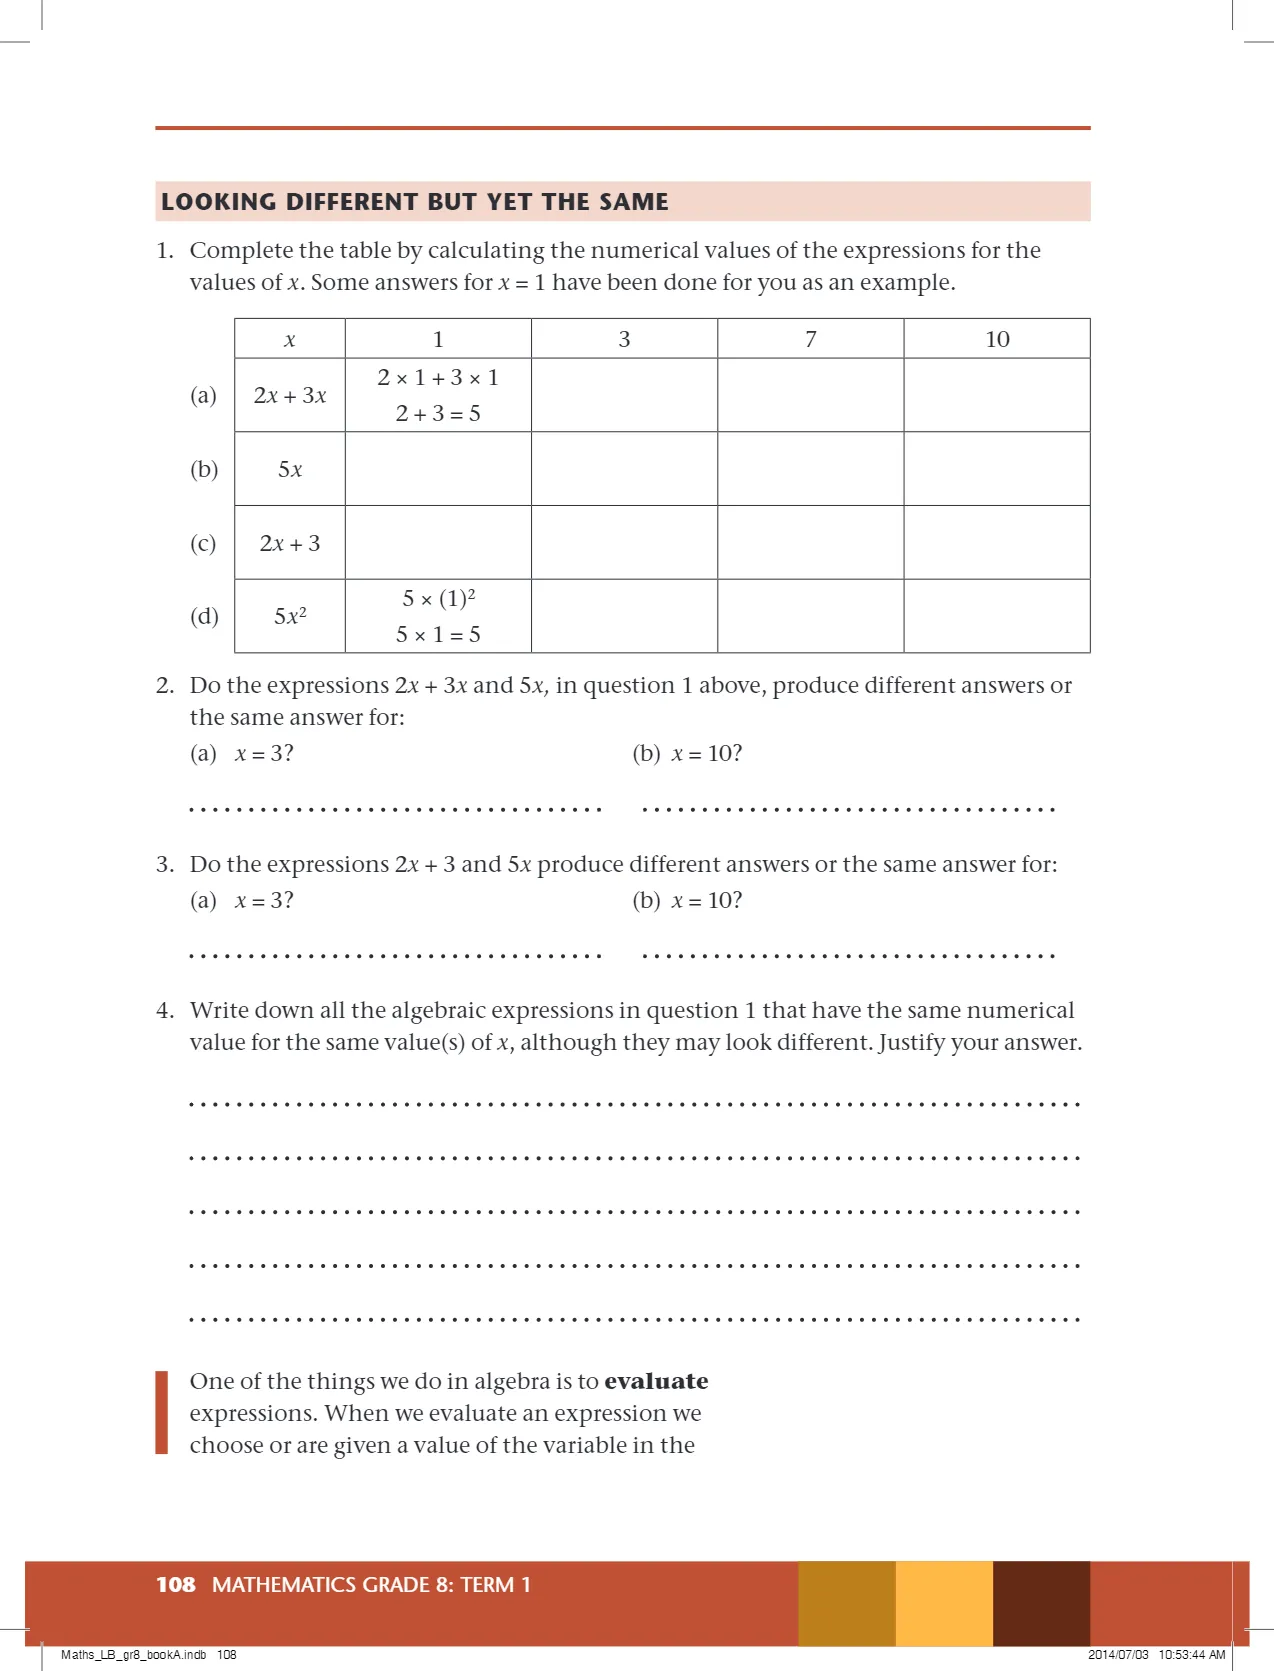 LOOKING DIFFERENT BUT YET THE SAME
1. Complete the table by calculating the numerical values of the expressions for the
values of x. Some answers for x = 1 have been done for you as an example.
x 1 3 7 10
(a) 2x + 3x 2 × 1 + 3 × 1
2 + 3 = 5
(b) 5x
(c) 2x + 3
(d) 5x² 5 × (1)²
5 × 1 = 5
2. Do the expressions 2x + 3x and 5x, in question 1 above, produce different answers or
the same answer for:
(a) x = 3? (b) x = 10?
3. Do the expressions 2x + 3 and 5x produce different answers or the same answer for:
(a) x = 3? (b) x = 10?
4. Write down all the algebraic expressions in question 1 that have the same numerical
value for the same value(s) of x, although they may look different. Justify your answer.
One of the things we do in algebra is to evaluate
expressions. When we evaluate an expression we
choose or are given a value of the variable in the
108 MATHEMATICS GRADE 8: TERM 1
Maths_LB_gr8_bookA.indb 108 2014/07/03 10:53:44 AM